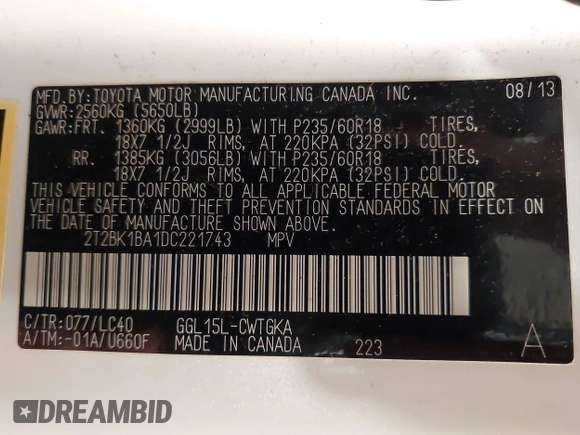 MFD.BY:TOYOTA MOTOR MANUFACTURING CANADA INC. 08/13
GVWR:2560KG (5650LB)
GAWR:FRT. 1360KG (2999LB) WITH P235/60R18 TIRES,
18X7 1/2J RIMS, AT 220KPA (32PSI) COLD.
RR. 1385KG (3056LB) WITH P235/60R18 TIRES,
18X7 1/2J RIMS, AT 220KPA (32PSI) COLD.
THIS VEHICLE CONFORMS TO ALL APPLICABLE FEDERAL MOTOR
VEHICLE SAFETY AND THEFT PREVENTION STANDARDS IN EFFECT ON
THE DATE OF MANUFACTURE SHOWN ABOVE.
2T2BK1BA1DC221743 MPV
C/TR:077/LC40 GGL15L-CWTGKA
A/TM:-01A/U660F MADE IN CANADA 223 A
DREAMBID